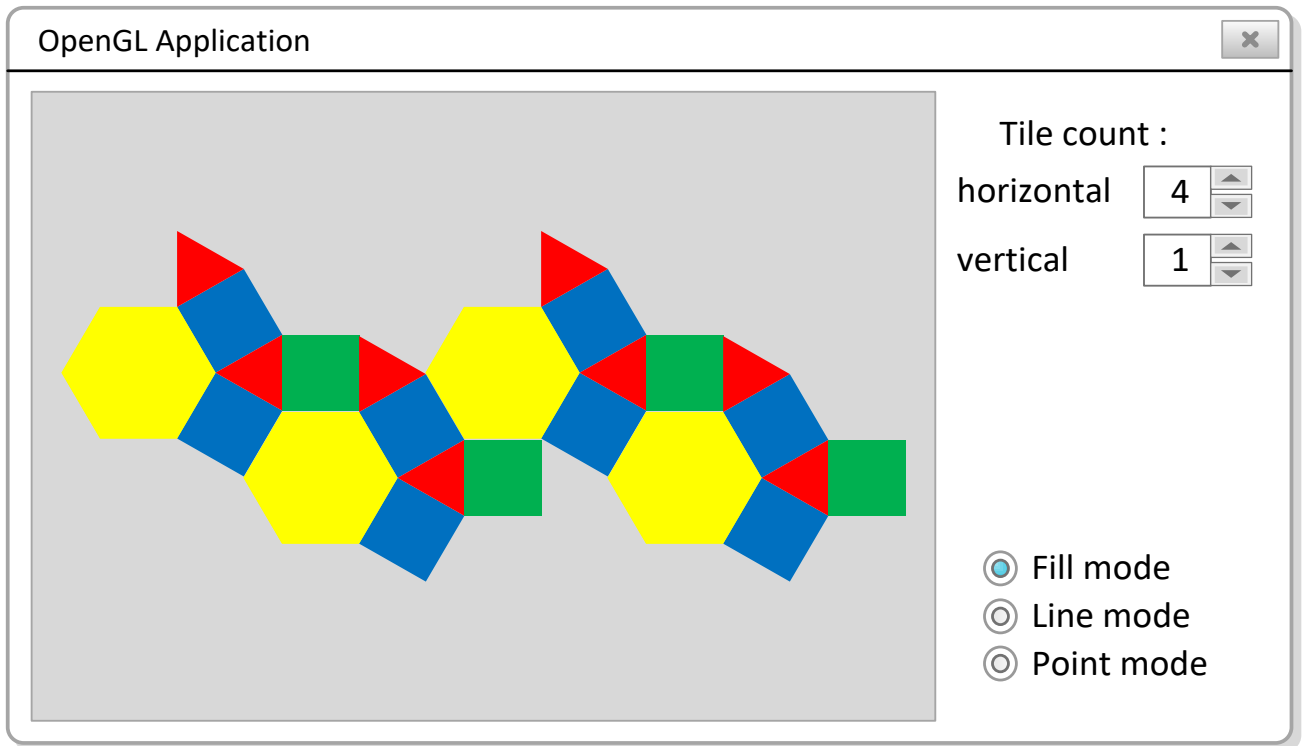 OpenGL Application
Tile count :
horizontal 4
vertical 1
Fill mode
Line mode
Point mode